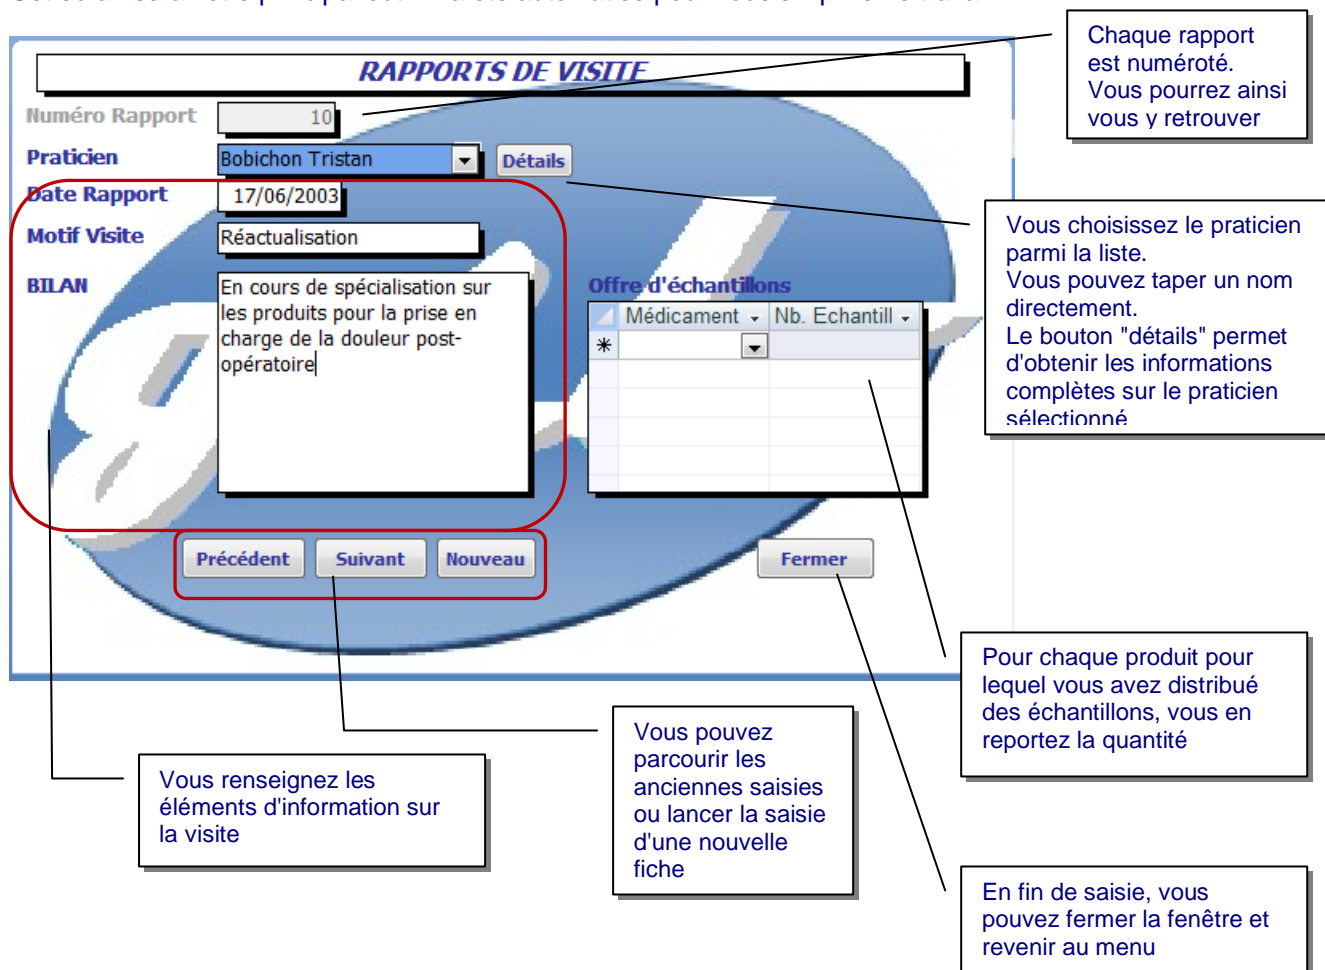 Chaque rapport
est numéroté.
Vous pourrez ainsi
vous y retrouver
RAPPORTS DE VISITE
Numéro Rapport 10
Praticien Bobichon Tristan Détails
Date Rapport 17/06/2003
Motif Visite Réactualisation
BILAN
En cours de spécialisation sur
les produits pour la prise en
charge de la douleur post-
opératoire
Offre d'échantillons
Médicament Nb. Echantill
Vous choisissez le praticien
parmi la liste.
Vous pouvez taper un nom
directement.
Le bouton "détails" permet
d'obtenir les informations
complètes sur le praticien
sélectionné
Précédent Suivant Nouveau Fermer
Pour chaque produit pour
lequel vous avez distribué
des échantillons, vous en
reportez la quantité
Vous pouvez
parcourir les
anciennes saisies
ou lancer la saisie
d'une nouvelle
fiche
Vous renseignez les
éléments d'information sur
la visite
En fin de saisie, vous
pouvez fermer la fenêtre et
revenir au menu